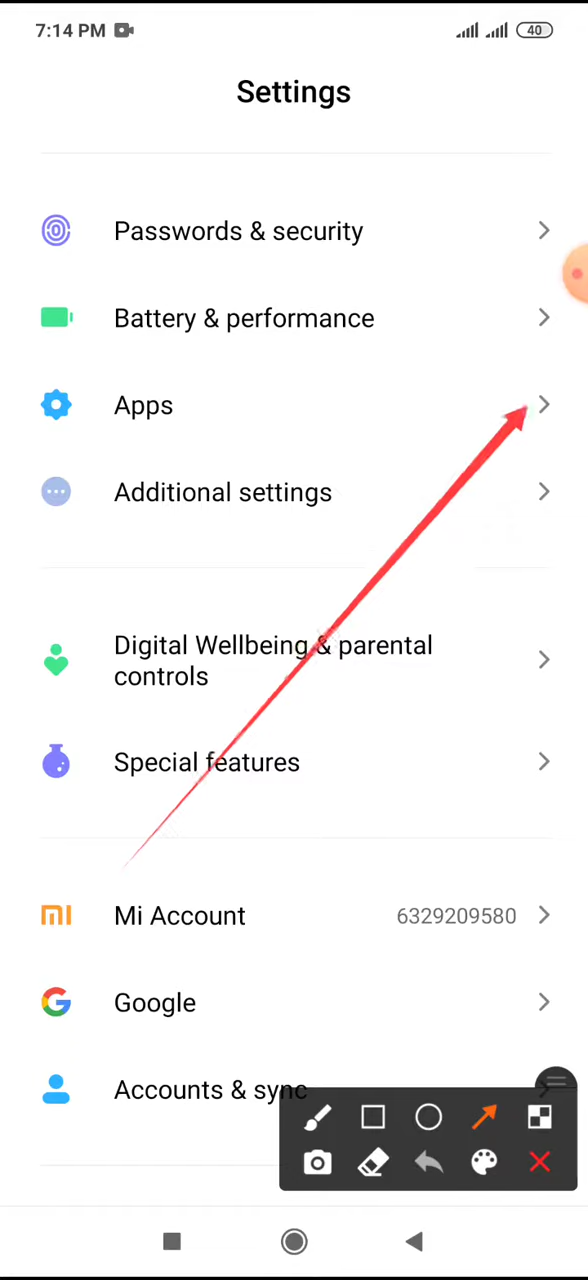 7:14 PM 40
Settings
Passwords & security
Battery & performance
Apps
Additional settings
Digital Wellbeing & parental
controls
Special features
Mi Account 6329209580
Google
Accounts & sync